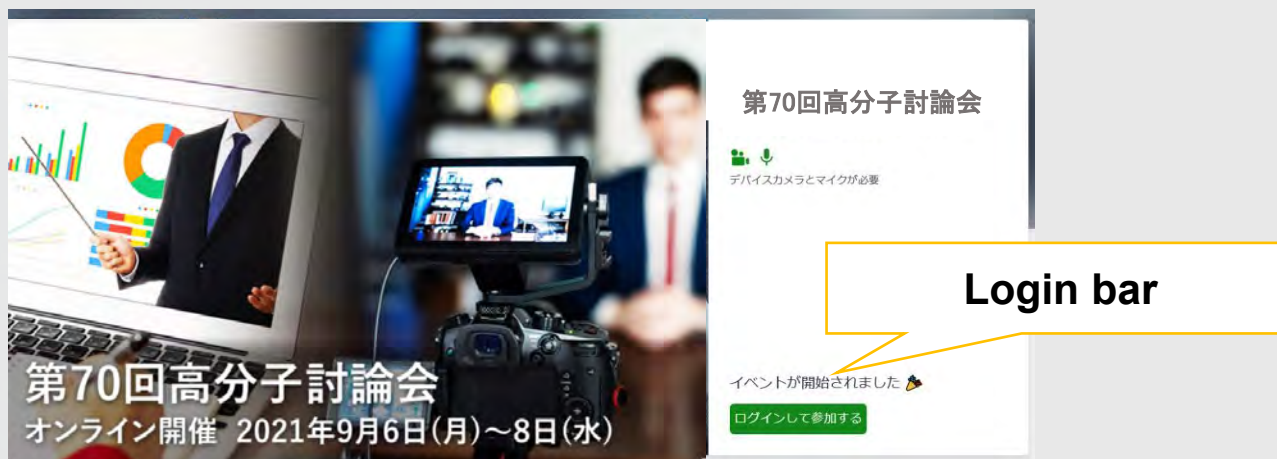 第70回高分子討論会
オンライン開催 2021年9月6日(月)～8日(水)
第70回高分子討論会
デバイスカメラとマイクが必要
Login bar
イベントが開始されました
ログインして参加する